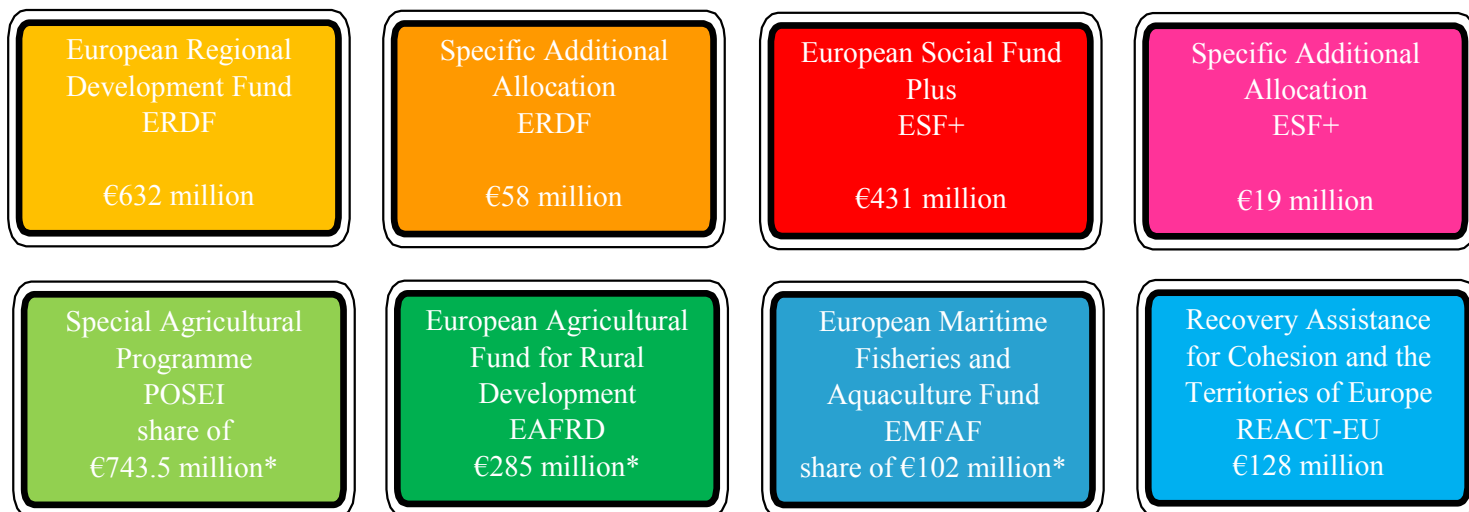 European Regional
Development Fund
ERDF
€632 million
Specific Additional
Allocation
ERDF
€58 million
European Social Fund
Plus
ESF+
€431 million
Specific Additional
Allocation
ESF+
€19 million
Special Agricultural
Programme
POSEI
share of
€743.5 million*
European Agricultural
Fund for Rural
Development
EAFRD
€285 million*
European Maritime
Fisheries and
Aquaculture Fund
EMFAF
share of €102 million*
Recovery Assistance
for Cohesion and the
Territories of Europe
REACT-EU
€128 million